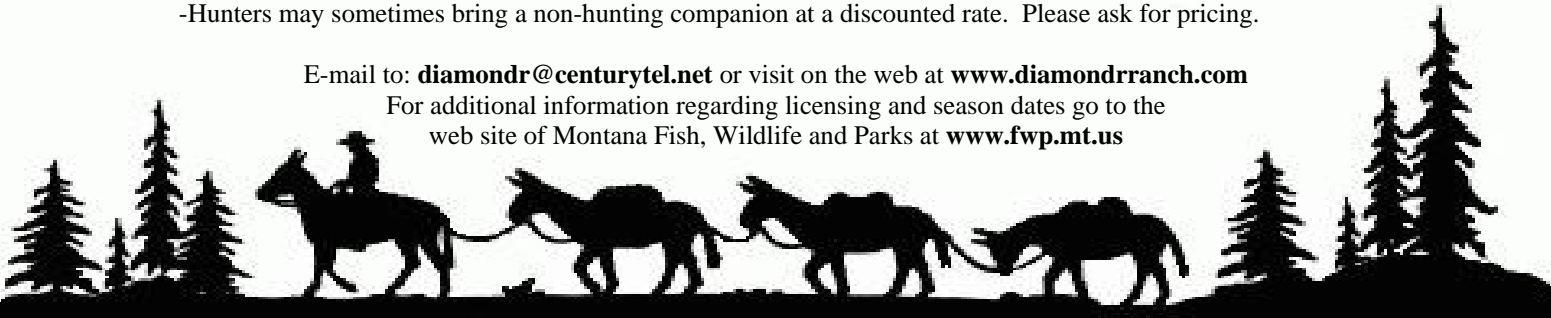 -Hunters may sometimes bring a non-hunting companion at a discounted rate.  Please ask for pricing.
E-mail to: diamondr@centurytel.net or visit on the web at www.diamondrranch.com
For additional information regarding licensing and season dates go to the
web site of Montana Fish, Wildlife and Parks at www.fwp.mt.us